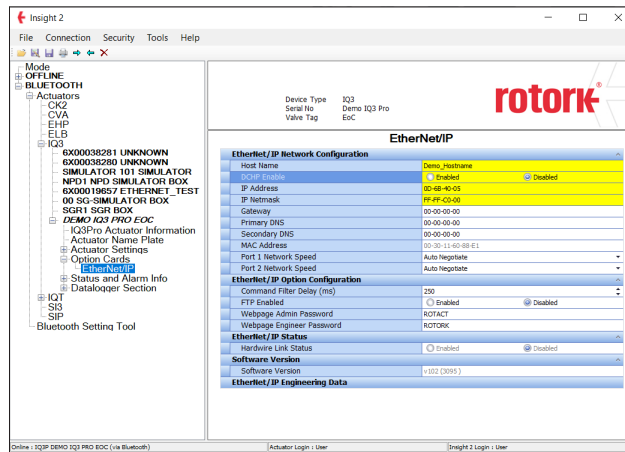 Insight 2
File Connection Security Tools Help
Mode
OFFLINE
BLUETOOTH
Actuators
CK2
CVA
EHP
ELB
IQ3
6X00038281 UNKNOWN
6X00038280 UNKNOWN
SIMULATOR 101 SIMULATOR
NPD1 NPD SIMULATOR BOX
6X00019657 ETHERNET_TEST
00 SG-SIMULATOR BOX
SGR1 SGR BOX
DEMO IQ3 PRO EOC
IQ3Pro Actuator Information
Actuator Name Plate
Actuator Settings
Option Cards
EtherNet/IP
Status and Alarm Info
Datalogger Section
IQT
SI3
SIP
Bluetooth Setting Tool
Device Type IQ3
Serial No Demo IQ3 Pro
Valve Tag EoC
rotork®
EtherNet/IP
EtherNet/IP Network Configuration
Host Name Demo_Hostname
DCHP Enable Enabled Disabled
IP Address 0D-6B-40-05
IP Netmask FF-FF-C0-00
Gateway 00-00-00-00
Primary DNS 00-00-00-00
Secondary DNS 00-00-00-00
MAC Address 00-30-11-60-88-E1
Port 1 Network Speed Auto Negotiate
Port 2 Network Speed Auto Negotiate
EtherNet/IP Option Configuration
Command Filter Delay (ms) 250
FTP Enabled Enabled Disabled
Webpage Admin Password ROTACT
Webpage Engineer Password ROTORK
EtherNet/IP Status
Hardwire Link Status Enabled Disabled
Software Version
Software Version v102 (3095 )
EtherNet/IP Engineering Data
Online : IQ3P DEMO IQ3 PRO EOC (via Bluetooth) Actuator Login : User Insight 2 Login : User